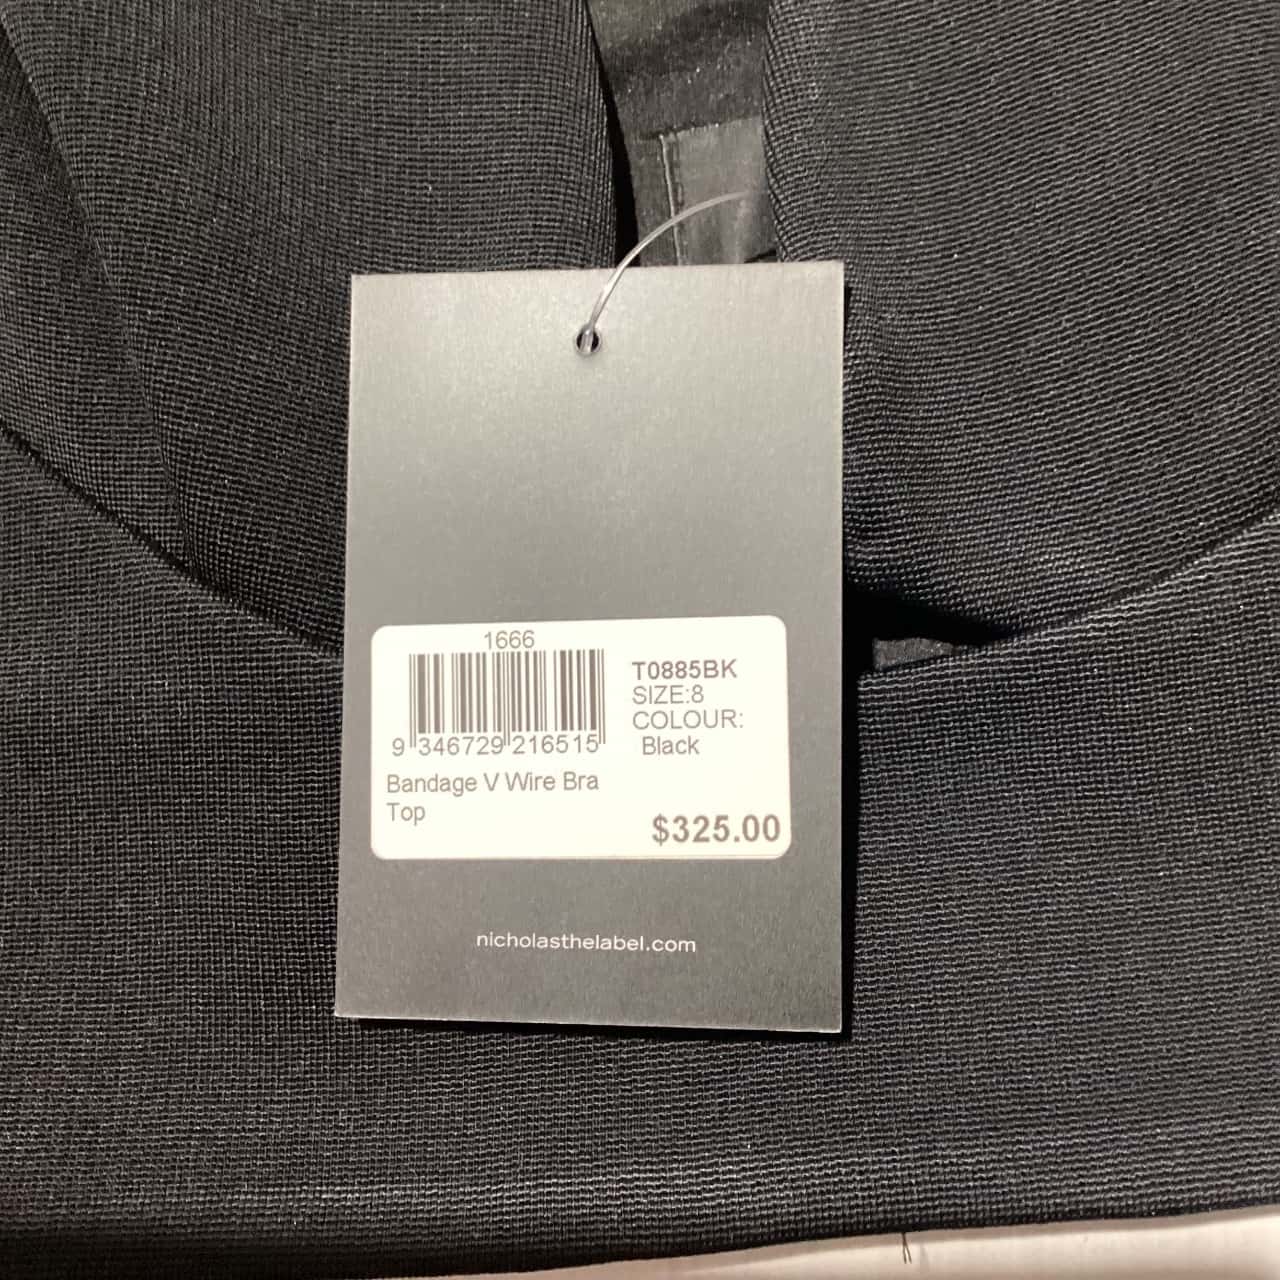 1666
9 346729 216515
T0885BK
SIZE:8
COLOUR:
Black
Bandage V Wire Bra
Top
$325.00
nicholasthelabel.com